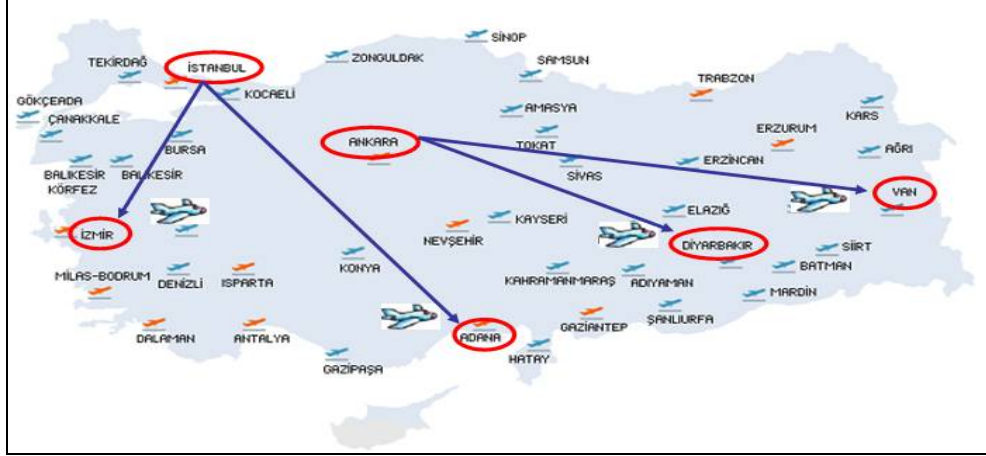 SİNOP
ZONGULDAK
SAMSUN
TEKİRDAĞ
İSTANBUL
TRABZON
KOCAELİ
GÖKÇEADA
ÇANAKKALE
AMASYA
KARS
ERZURUM
BURSA
ANKARA
TOKAT
AĞRI
ERZİNCAN
BALIKESİR
KÖRFEZ
BALIKESİR
SİVAS
VAN
ELAZIĞ
KAYSERİ
İZMİR
NEVŞEHİR
DİYARBAKIR
SİİRT
KONYA
BATMAN
MİLAS-BODRUM
DENİZLİ
ISPARTA
KAHRAMANMARAŞ
ADIYAMAN
MARDİN
ŞANLIURFA
GAZİANTEP
DALAMAN
ANTALYA
ADANA
HATAY
GAZİPAŞA